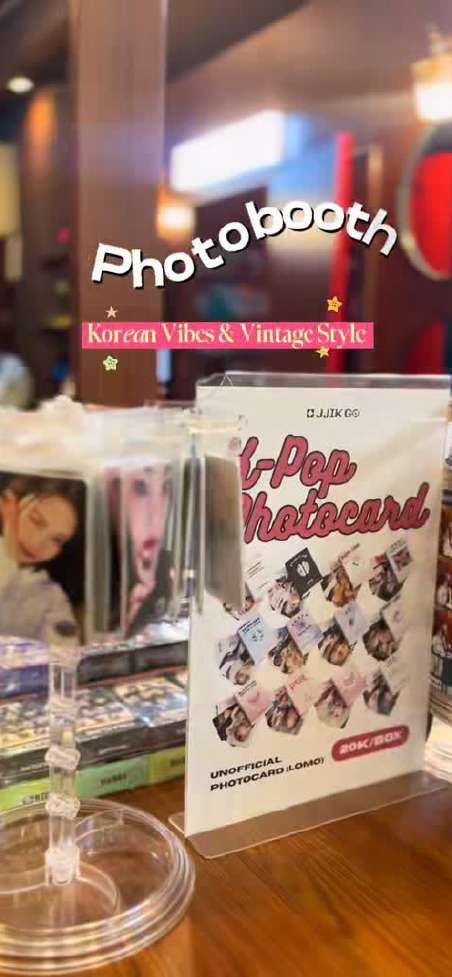 Photobooth
Korean Vibes & Vintage Style
JJIK GO
K-Pop
Photocard
20K/BOX
UNOFFICIAL
PHOTOCARD (LOMO)